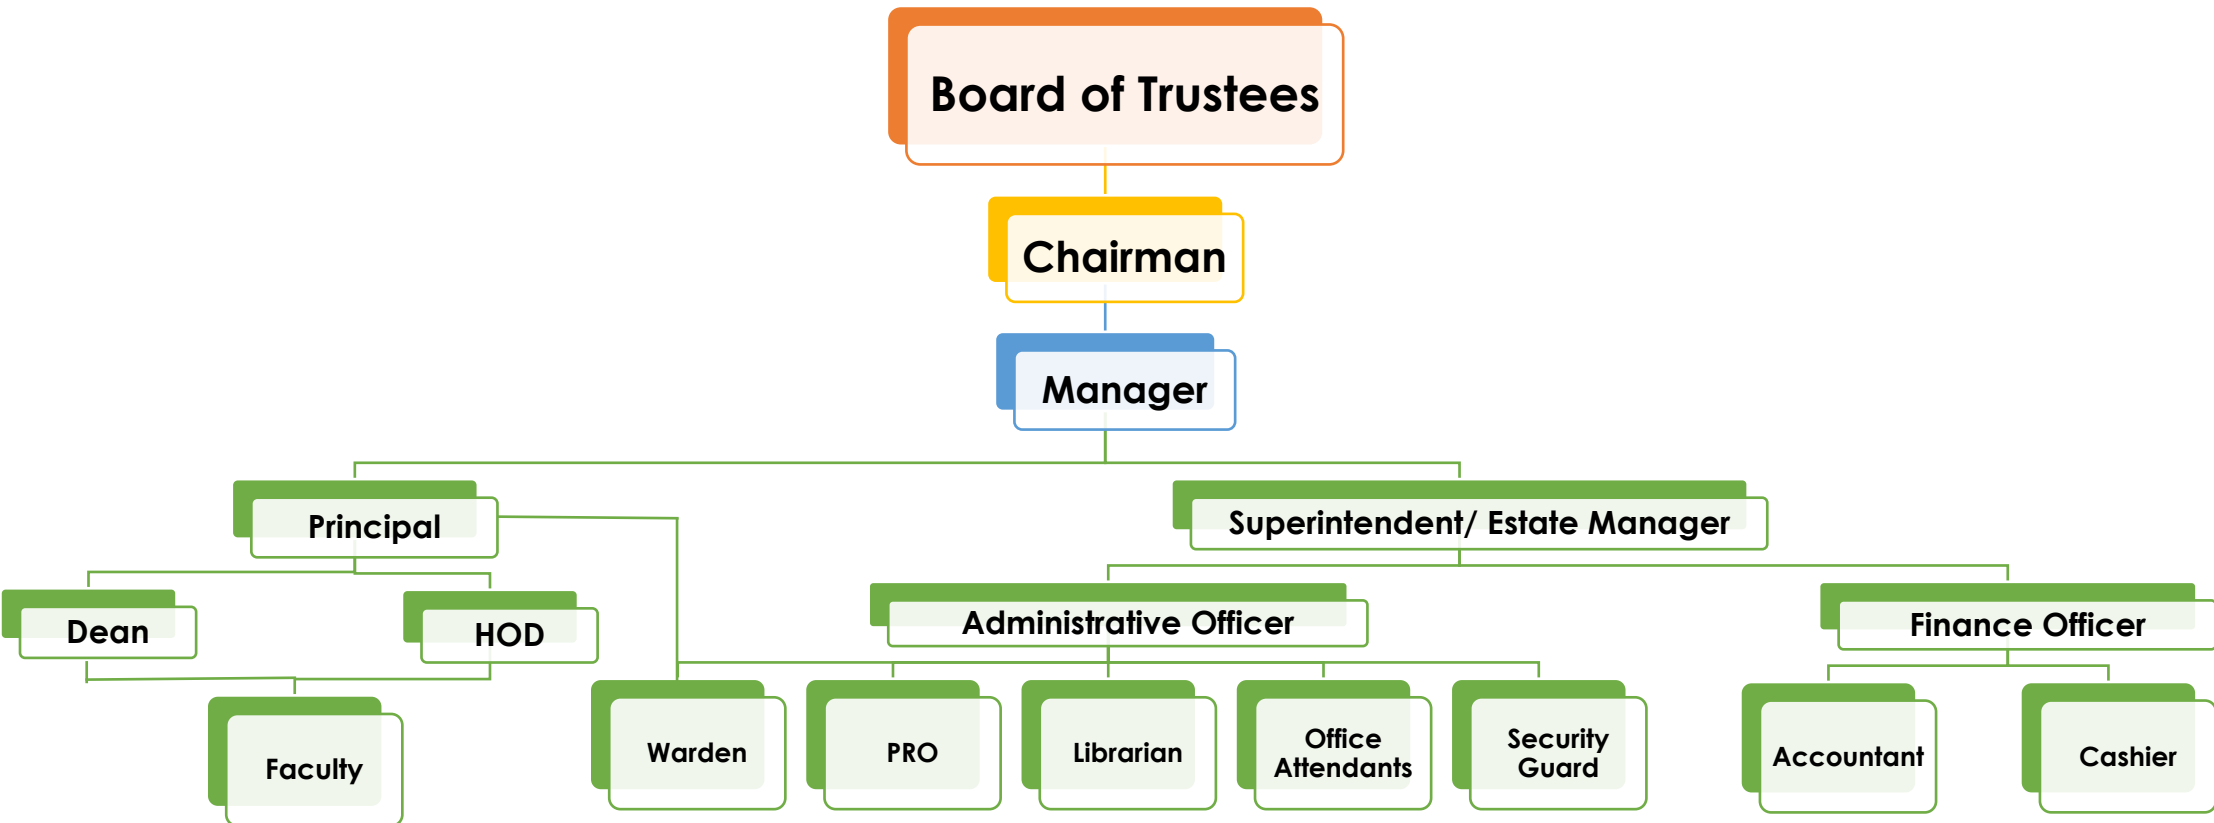 Board of Trustees
Chairman
Manager
Principal
Superintendent/ Estate Manager
Dean
HOD
Administrative Officer
Finance Officer
Faculty
Warden
PRO
Librarian
Office
Attendants
Security
Guard
Accountant
Cashier